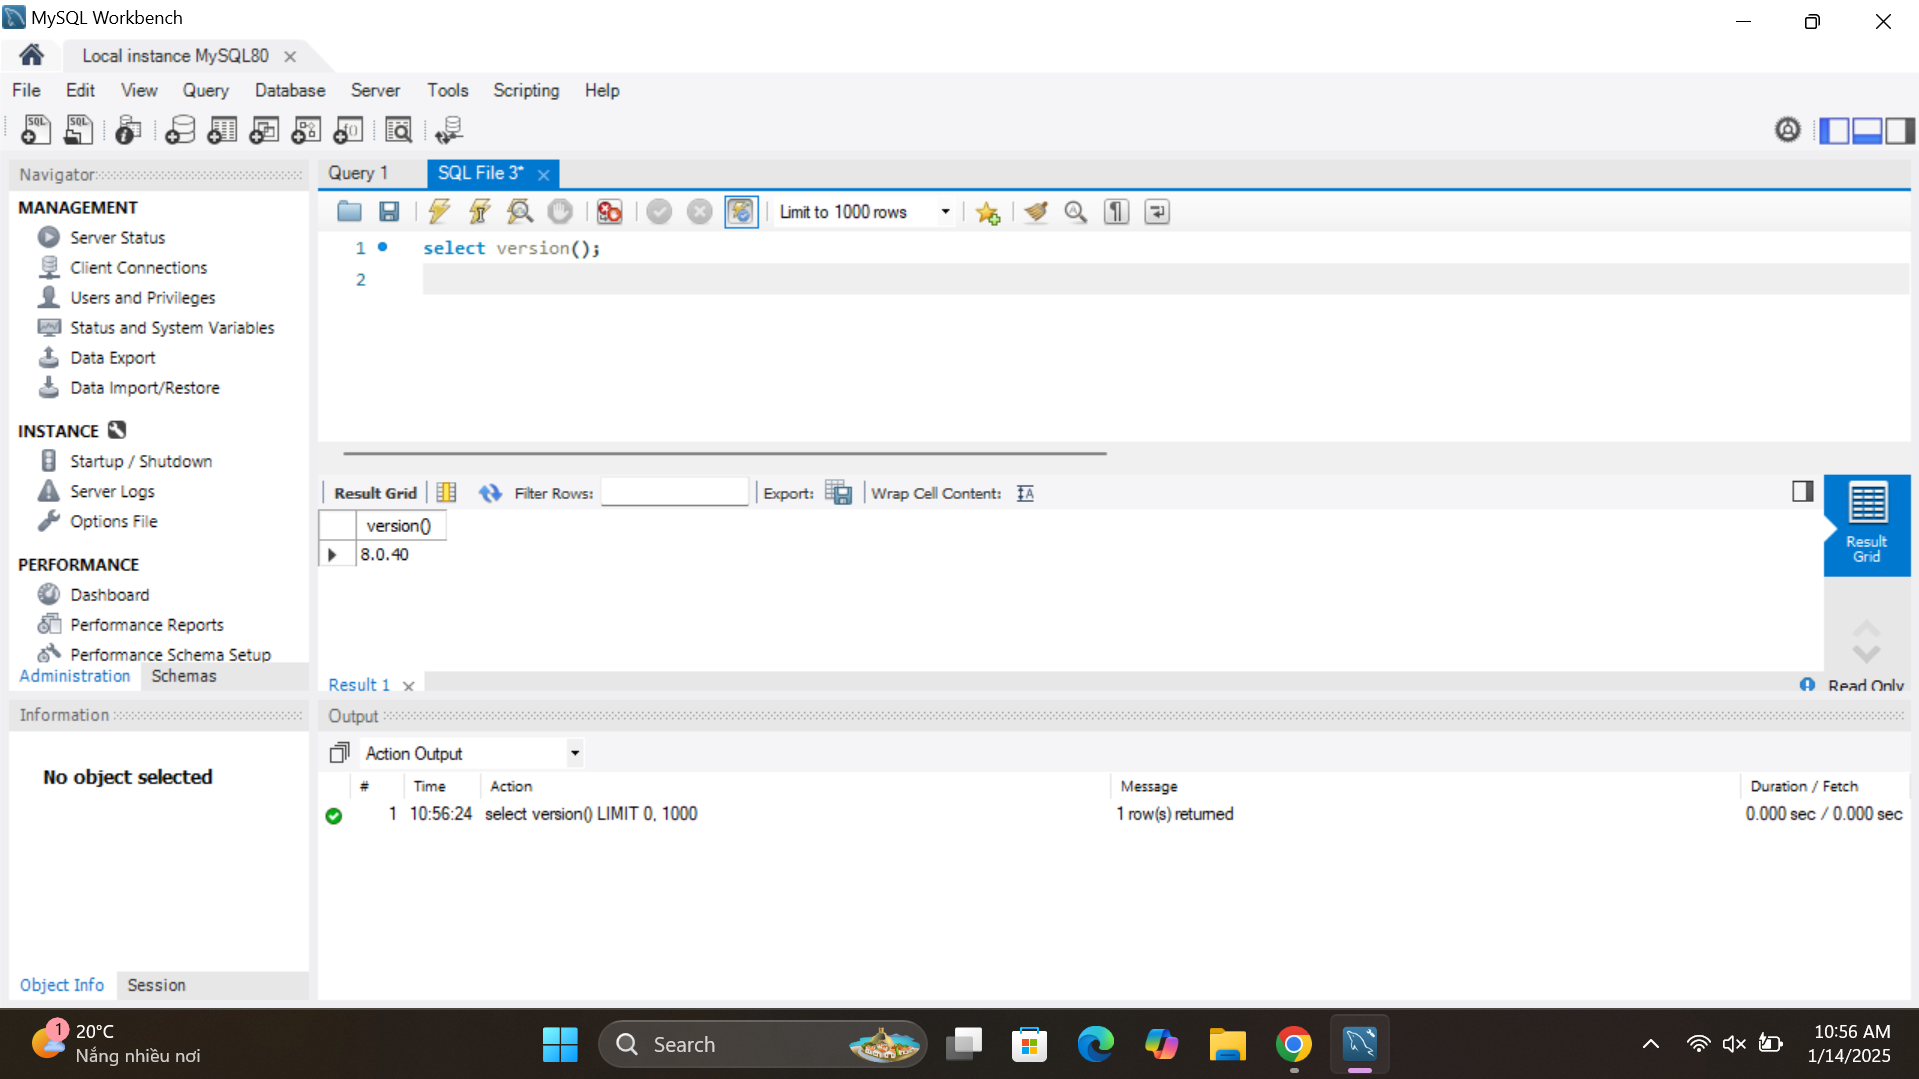 MySQL Workbench
Local instance MySQL80
File Edit View Query Database Server Tools Scripting Help
Navigator
MANAGEMENT
Server Status
Client Connections
Users and Privileges
Status and System Variables
Data Export
Data Import/Restore
INSTANCE
Startup / Shutdown
Server Logs
Options File
PERFORMANCE
Dashboard
Performance Reports
Performance Schema Setup
Administration Schemas
Information
No object selected
Object Info Session
Query 1 SQL File 3*
Limit to 1000 rows
1 select version();
2
Result Grid Filter Rows: Export: Wrap Cell Content:
version()
8.0.40
Result
Grid
Result 1 Read Only
Output
Action Output
# Time Action Message Duration / Fetch
1 10:56:24 select version() LIMIT 0, 1000 1 row(s) returned 0.000 sec / 0.000 sec
1
20°C
Nắng nhiều nơi
Search
10:56 AM
1/14/2025